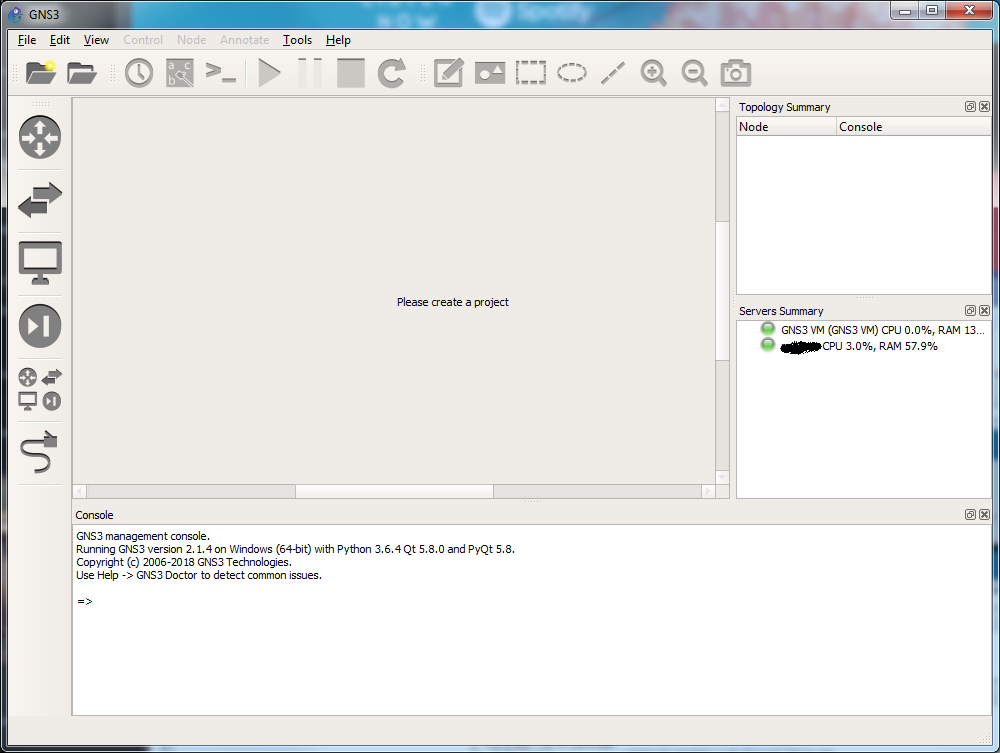 GNS3
LISTEN
NOW
Spotify
File Edit View Control Node Annotate Tools Help
a c
b
Topology Summary
Node Console
Please create a project
Servers Summary
GNS3 VM (GNS3 VM) CPU 0.0%, RAM 13...
CPU 3.0%, RAM 57.9%
Console
GNS3 management console.
Running GNS3 version 2.1.4 on Windows (64-bit) with Python 3.6.4 Qt 5.8.0 and PyQt 5.8.
Copyright (c) 2006-2018 GNS3 Technologies.
Use Help -> GNS3 Doctor to detect common issues.
=>